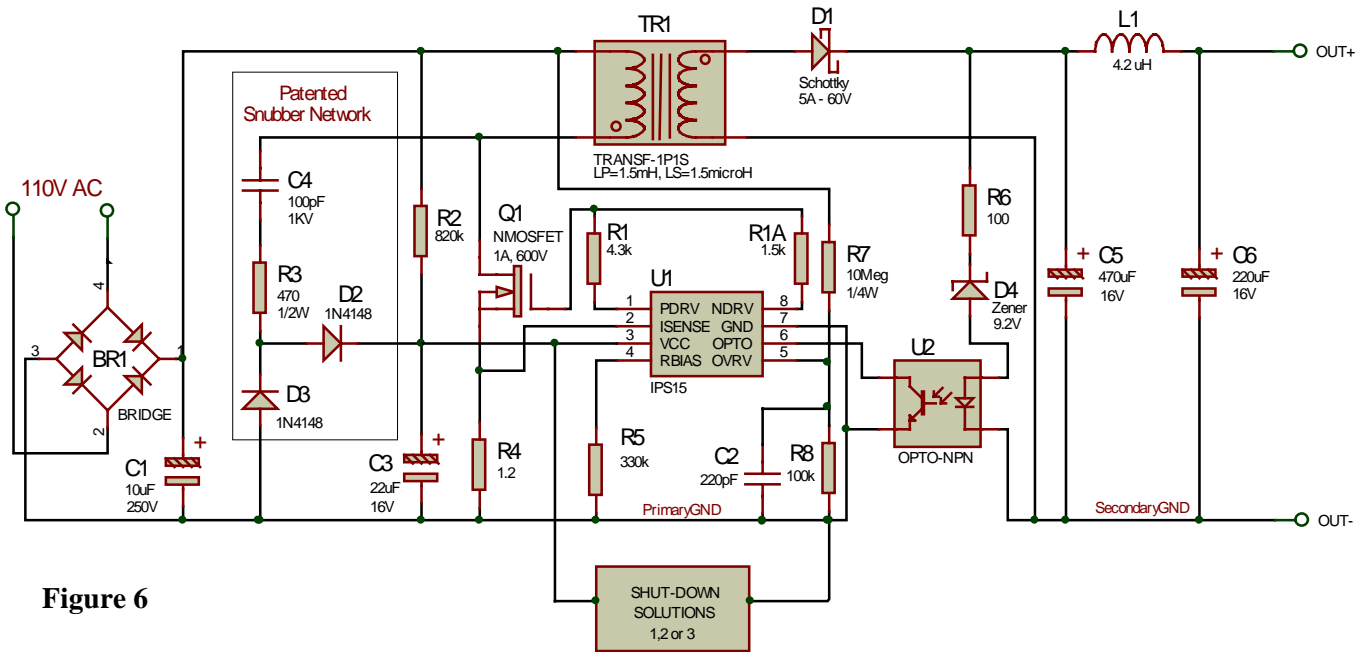 TR1
TRANSF-1P1S
LP=1.5mH, LS=1.5microH
D1
Schottky
5A - 60V
L1
4.2 uH
OUT+
Patented
Snubber Network
C4
100pF
1KV
R3
470
1/2W
D2
1N4148
D3
1N4148
110V AC
4
3
1
2
BR1
BRIDGE
C1
10uF
250V
+
R2
820k
C3
22uF
16V
+
Q1
NMOSFET
1A, 600V
R4
1.2
R1
4.3k
R1A
1.5k
R7
10Meg
1/4W
U1
1 PDRV NDRV 8
2 ISENSE GND 7
3 VCC OPTO 6
4 RBIAS OVRV 5
IPS15
R5
330k
C2
220pF
R8
100k
PrimaryGND
R6
100
D4
Zener
9.2V
U2
OPTO-NPN
C5
470uF
16V
+
C6
220uF
16V
+
SecondaryGND
OUT-
SHUT-DOWN
SOLUTIONS
1,2 or 3
Figure 6